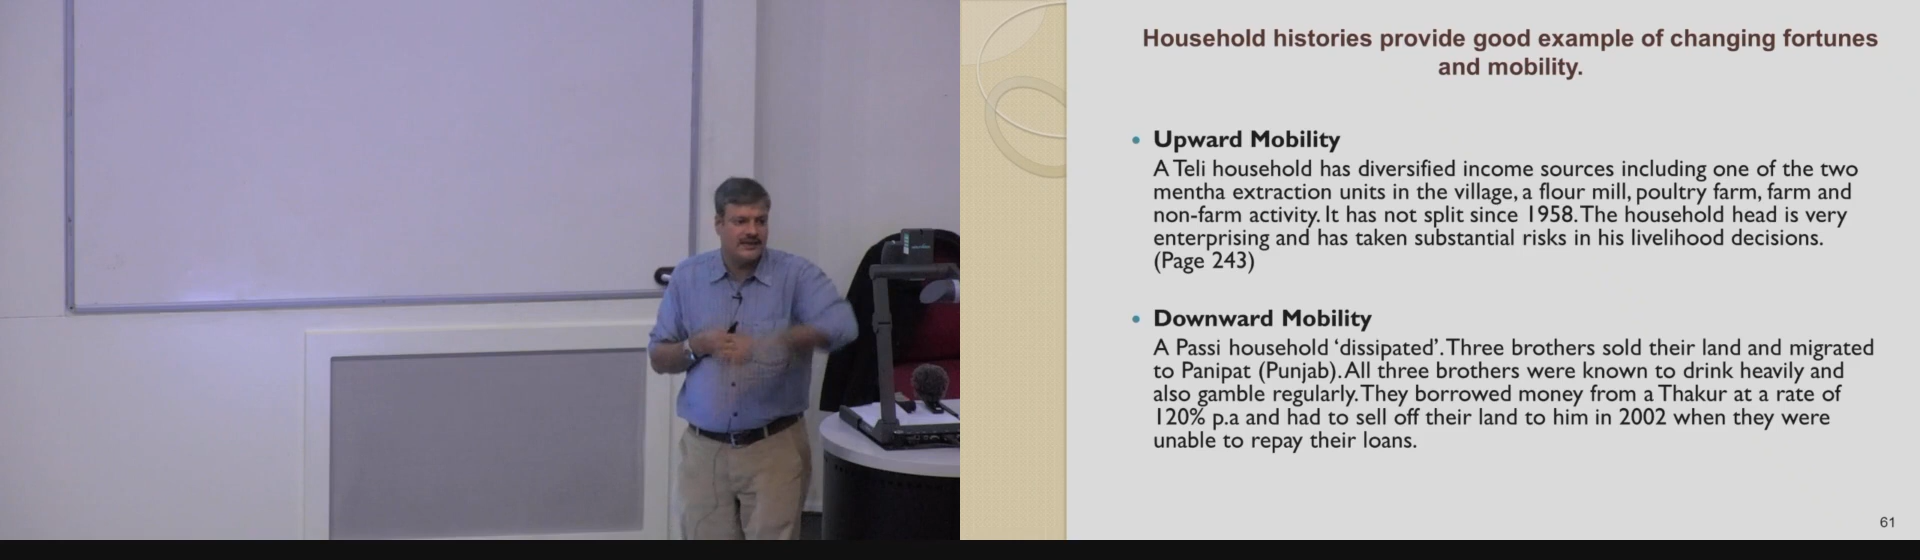 Household histories provide good example of changing fortunes
and mobility.
• Upward Mobility
A Teli household has diversified income sources including one of the two
mentha extraction units in the village, a flour mill, poultry farm, farm and
non-farm activity. It has not split since 1958. The household head is very
enterprising and has taken substantial risks in his livelihood decisions.
(Page 243)
• Downward Mobility
A Passi household ‘dissipated’. Three brothers sold their land and migrated
to Panipat (Punjab). All three brothers were known to drink heavily and
also gamble regularly. They borrowed money from a Thakur at a rate of
120% p.a and had to sell off their land to him in 2002 when they were
unable to repay their loans.
61